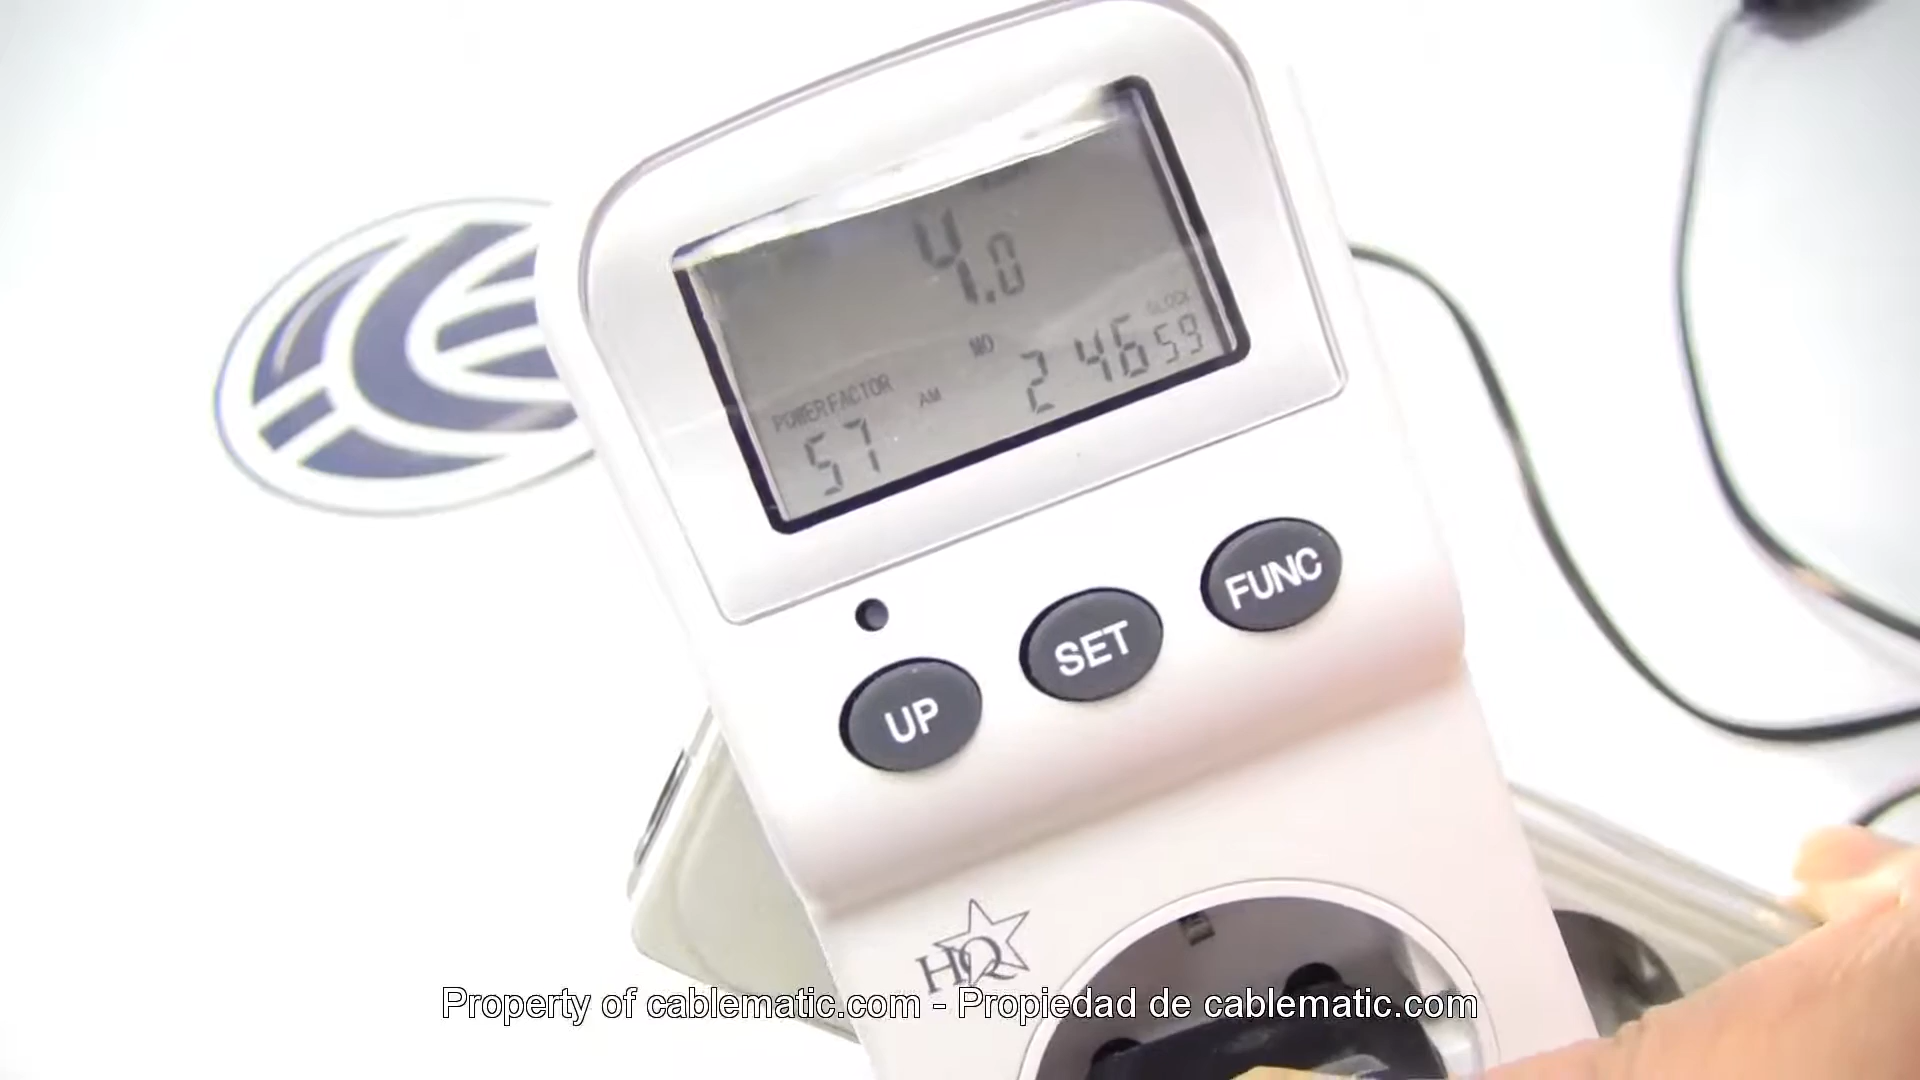 4.0
MO
CLOCK
POWER FACTOR
AM
57
2 46 59
UP
SET
FUNC
HQ
Property of cablematic.com - Propiedad de cablematic.com